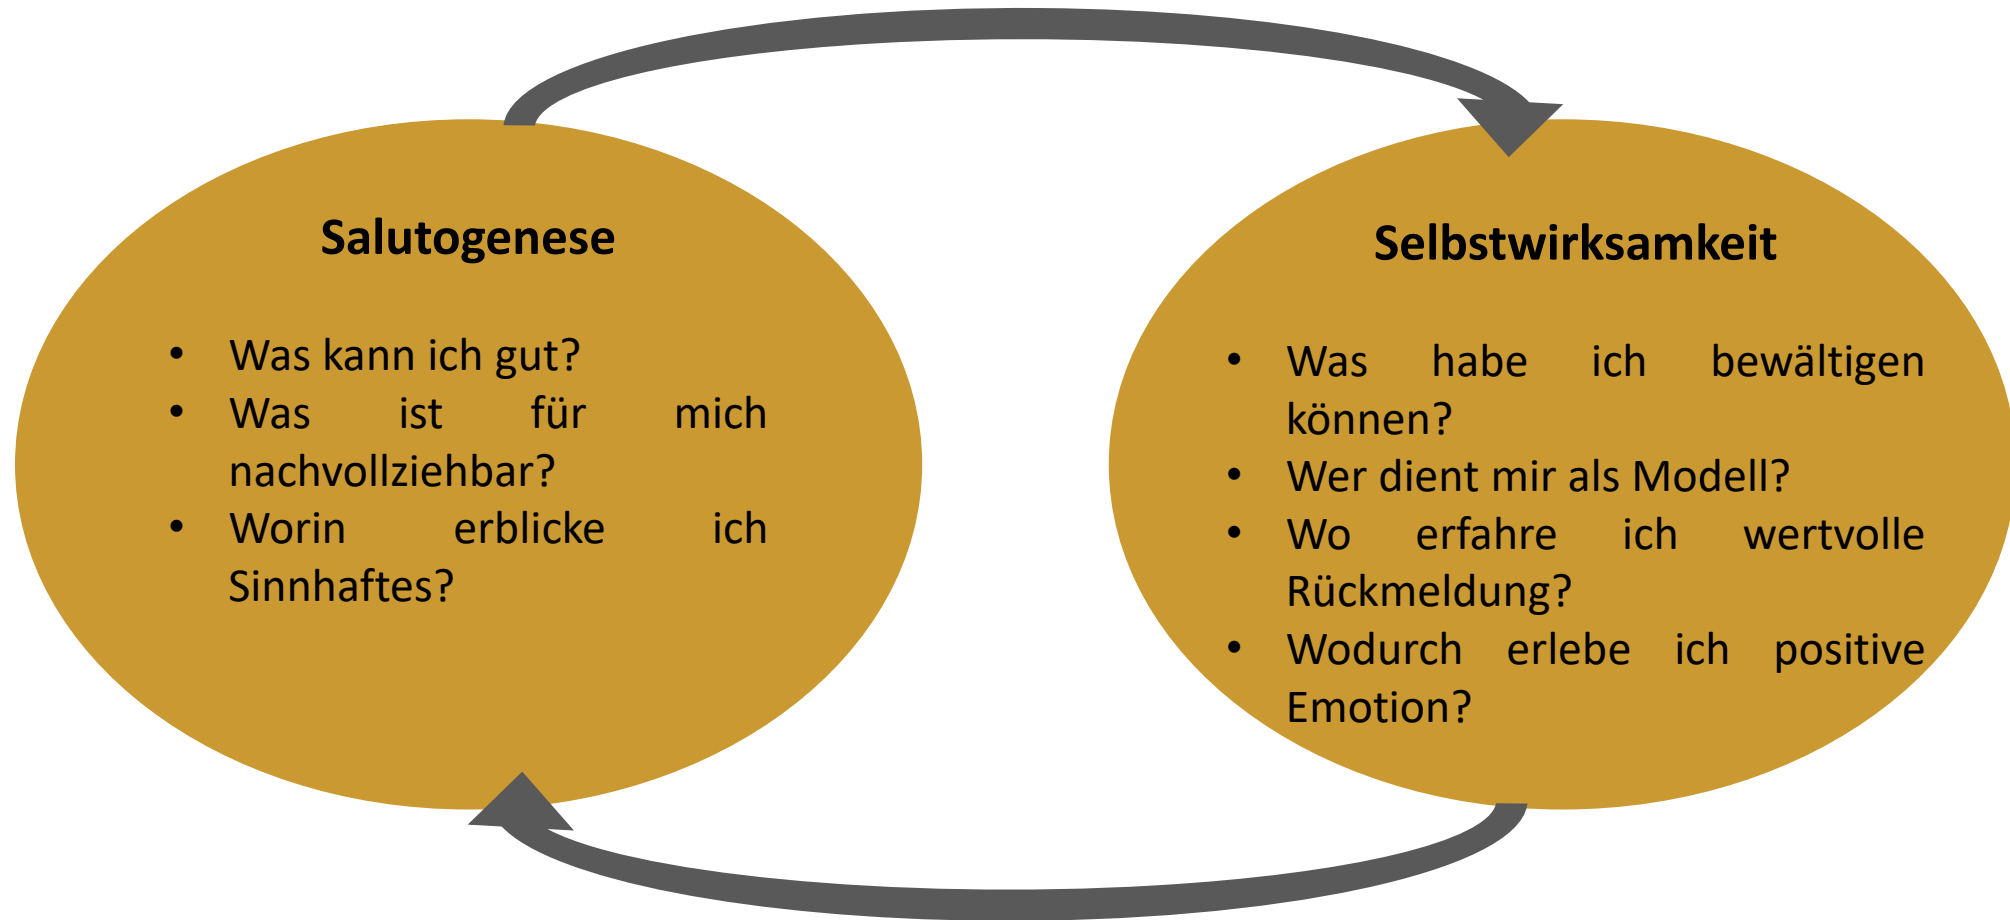 Salutogenese
• Was kann ich gut?
• Was ist für mich
nachvollziehbar?
• Worin erblicke ich
Sinnhaftes?
Selbstwirksamkeit
• Was habe ich bewältigen
können?
• Wer dient mir als Modell?
• Wo erfahre ich wertvolle
Rückmeldung?
• Wodurch erlebe ich positive
Emotion?